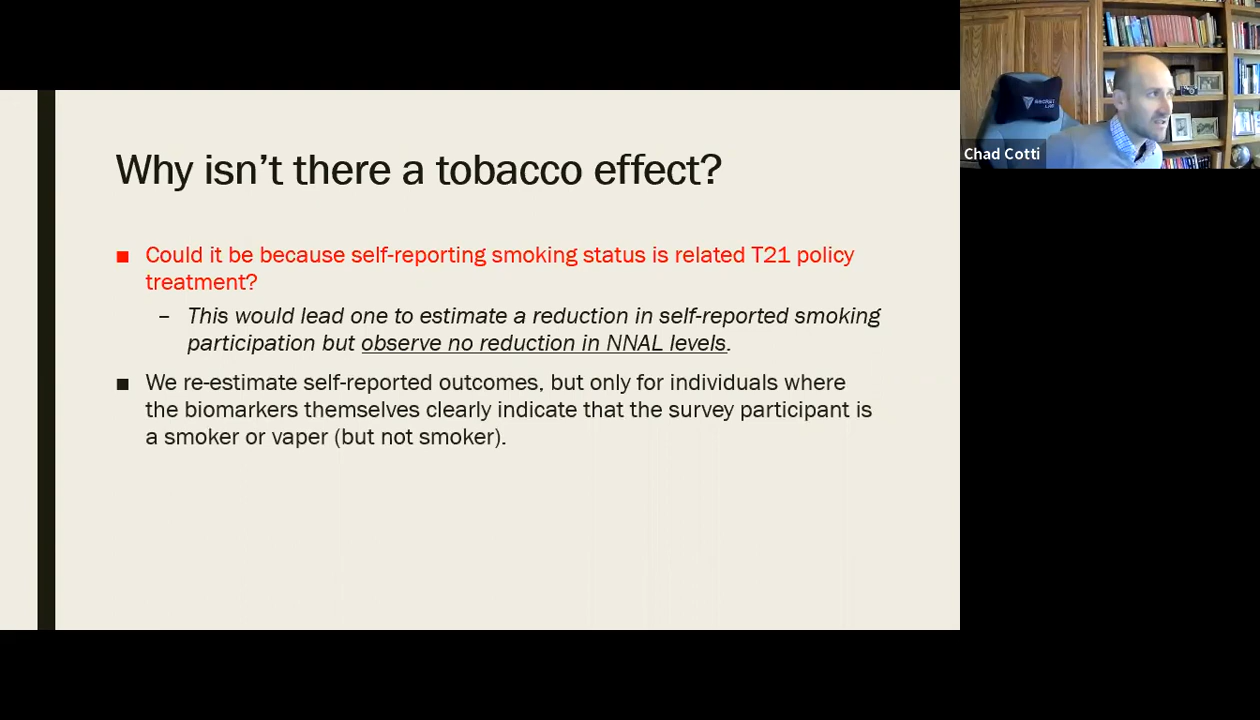 Why isn't there a tobacco effect?
■ Could it be because self-reporting smoking status is related T21 policy
treatment?
– This would lead one to estimate a reduction in self-reported smoking
participation but observe no reduction in NNAL levels.
■ We re-estimate self-reported outcomes, but only for individuals where
the biomarkers themselves clearly indicate that the survey participant is
a smoker or vaper (but not smoker).
Chad Cotti